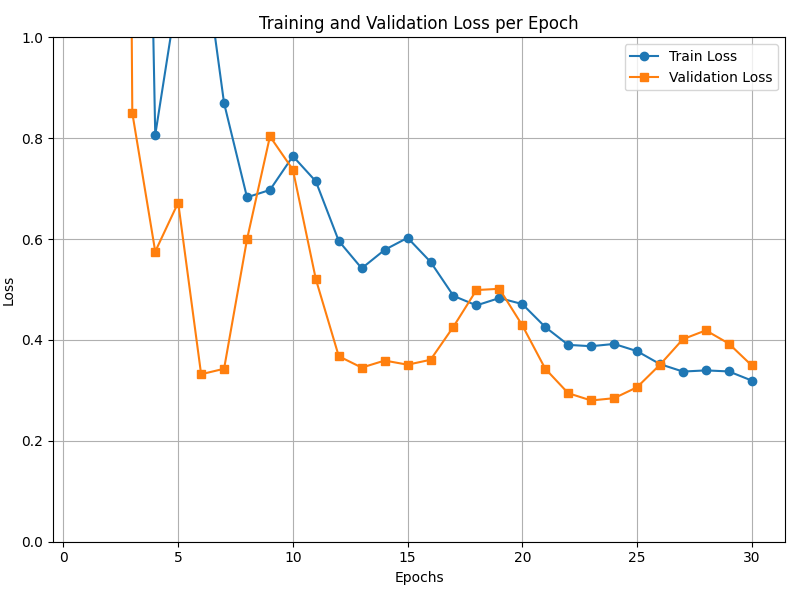 Training and Validation Loss per Epoch
Train Loss
Validation Loss
Loss
1.0
0.8
0.6
0.4
0.2
0.0
0 5 10 15 20 25 30
Epochs